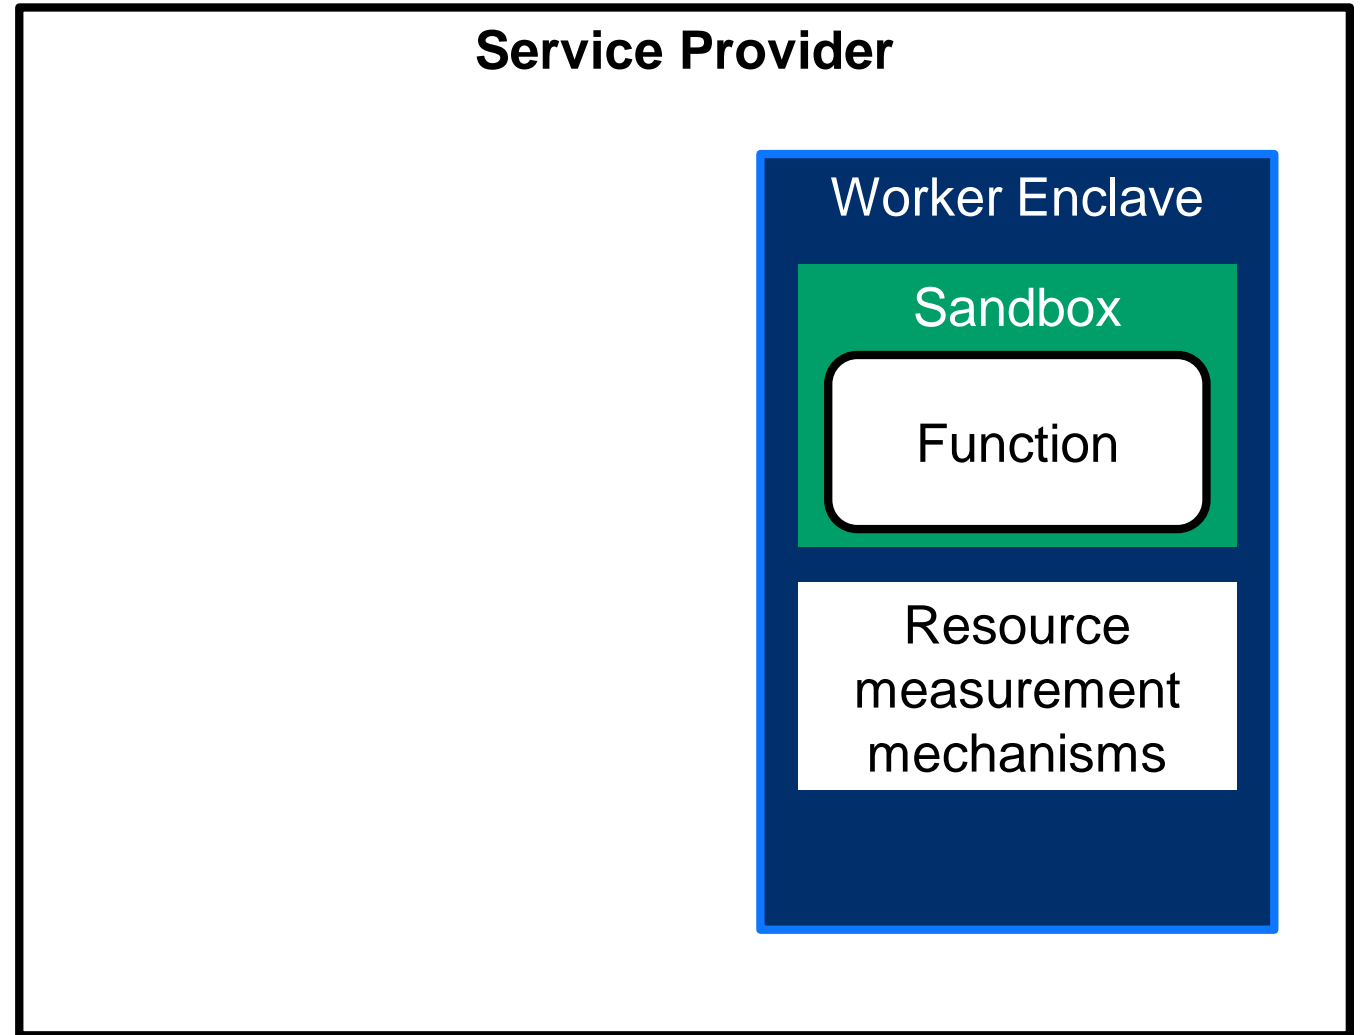 Service Provider
Worker Enclave
Sandbox
Function
Resource
measurement
mechanisms